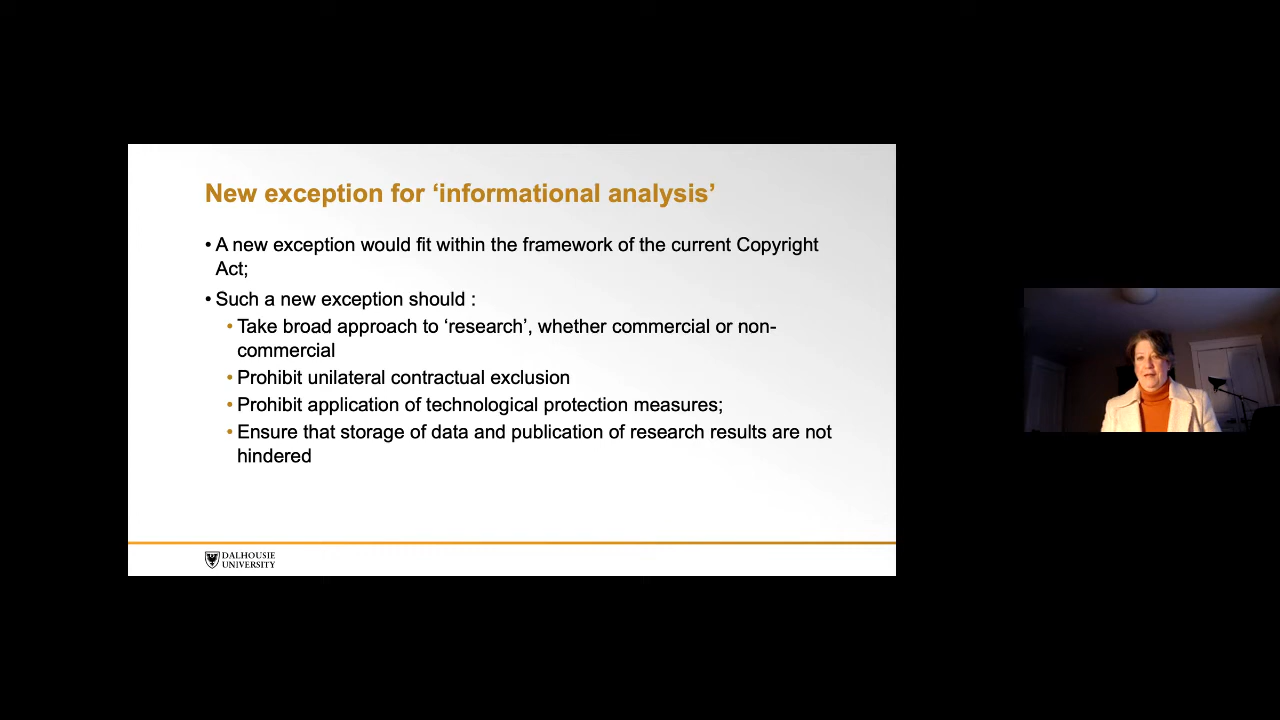 New exception for ‘informational analysis’
• A new exception would fit within the framework of the current Copyright
Act;
• Such a new exception should :
• Take broad approach to ‘research’, whether commercial or non-
commercial
• Prohibit unilateral contractual exclusion
• Prohibit application of technological protection measures;
• Ensure that storage of data and publication of research results are not
hindered
DALHOUSIE
UNIVERSITY